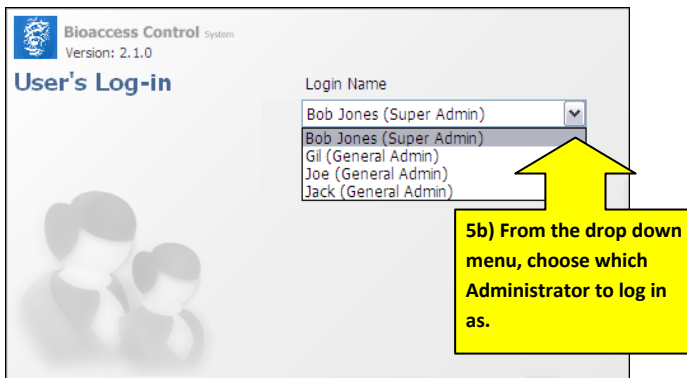 Bioaccess Control System
Version: 2.1.0
User's Log-in
Login Name
Bob Jones (Super Admin)
Bob Jones (Super Admin)
Gil (General Admin)
Joe (General Admin)
Jack (General Admin)
5b) From the drop down
menu, choose which
Administrator to log in
as.